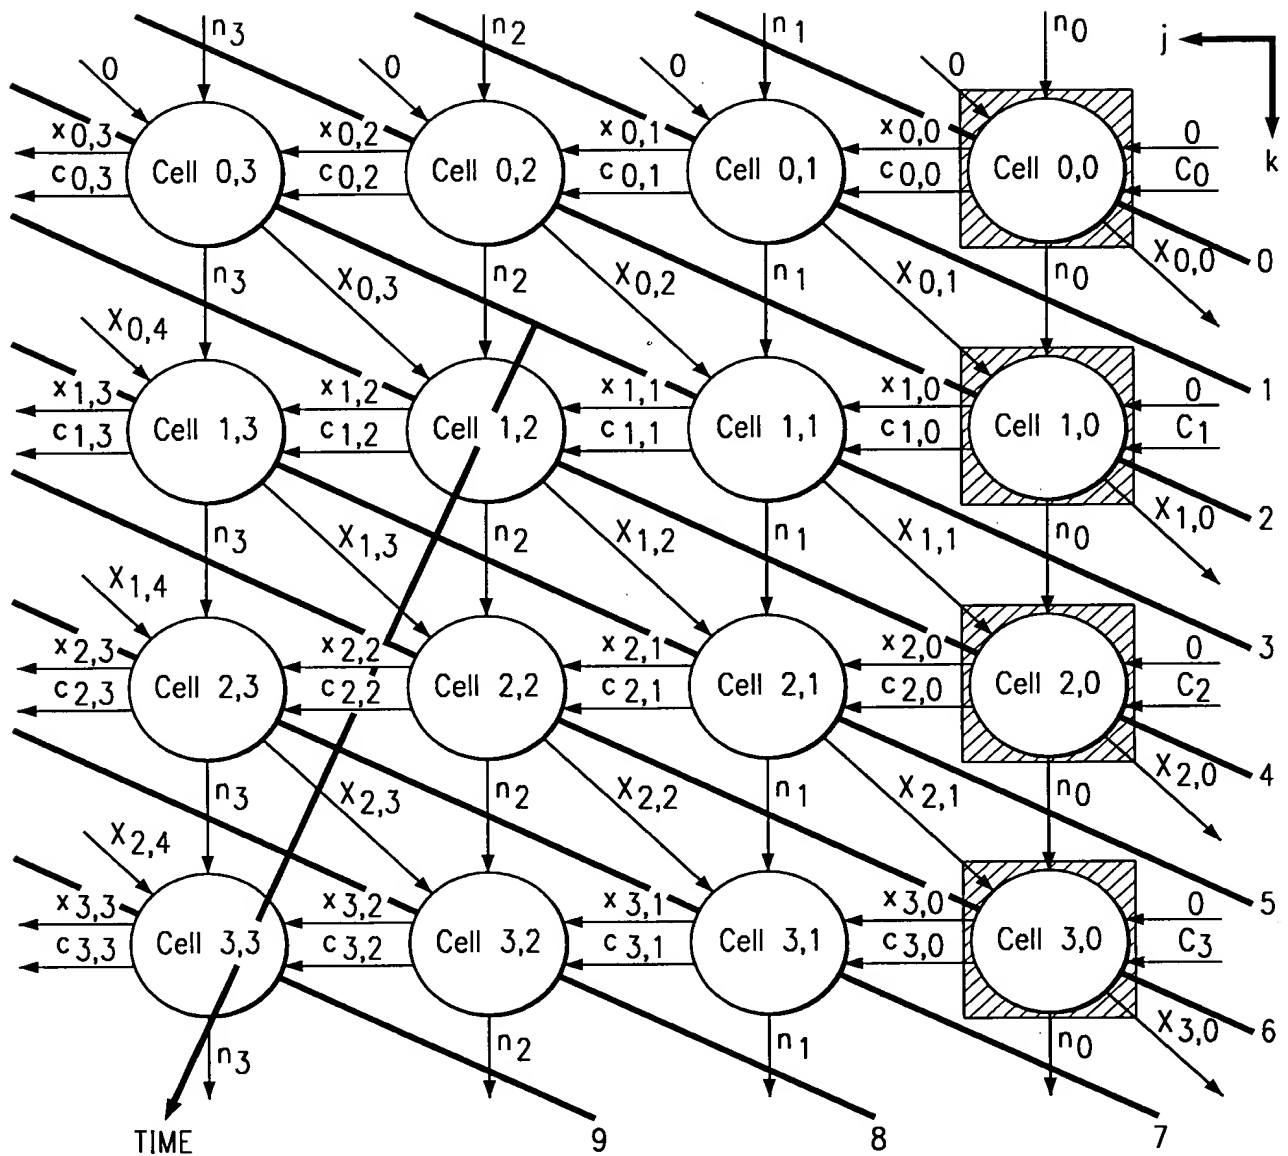 n3 n2 n1 n0 j
0 0 0 0
x0,3 x0,2 x0,1 x0,0 0
k
Cell 0,3 Cell 0,2 Cell 0,1 Cell 0,0
c0,3 c0,2 c0,1 c0,0 C0
n3 X0,3 n2 X0,2 n1 X0,1 n0 X0,0 0
X0,4
x1,3 x1,2 x1,1 x1,0 0 1
Cell 1,3 Cell 1,2 Cell 1,1 Cell 1,0
c1,3 c1,2 c1,1 c1,0 C1
n3 X1,3 n2 X1,2 n1 X1,1 n0 X1,0 2
X1,4
x2,3 x2,2 x2,1 x2,0 0 3
Cell 2,3 Cell 2,2 Cell 2,1 Cell 2,0
c2,3 c2,2 c2,1 c2,0 C2
n3 X2,3 n2 X2,2 n1 X2,1 n0 X2,0 4
X2,4
x3,3 x3,2 x3,1 x3,0 0 5
Cell 3,3 Cell 3,2 Cell 3,1 Cell 3,0
c3,3 c3,2 c3,1 c3,0 C3
n3 n2 n1 n0 X3,0 6
TIME 9 8 7